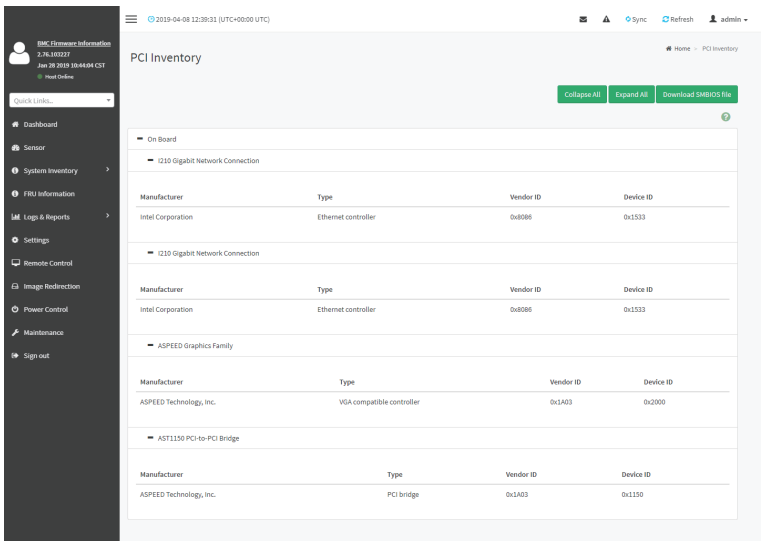 2019-04-08 12:39:31 (UTC+00:00 UTC)
Sync
Refresh
admin
BMC Firmware Information
2.76.103227
Jan 28 2019 10:44:04 CST
Host Online
Quick Links..
Dashboard
Sensor
System Inventory
FRU Information
Logs & Reports
Settings
Remote Control
Image Redirection
Power Control
Maintenance
Sign out
PCI Inventory
Home > PCI Inventory
Collapse All
Expand All
Download SMBIOS file
On Board
I210 Gigabit Network Connection
Manufacturer Type Vendor ID Device ID
Intel Corporation Ethernet controller 0x8086 0x1533
I210 Gigabit Network Connection
Manufacturer Type Vendor ID Device ID
Intel Corporation Ethernet controller 0x8086 0x1533
ASPEED Graphics Family
Manufacturer Type Vendor ID Device ID
ASPEED Technology, Inc. VGA compatible controller 0x1A03 0x2000
AST1150 PCI-to-PCI Bridge
Manufacturer Type Vendor ID Device ID
ASPEED Technology, Inc. PCI bridge 0x1A03 0x1150